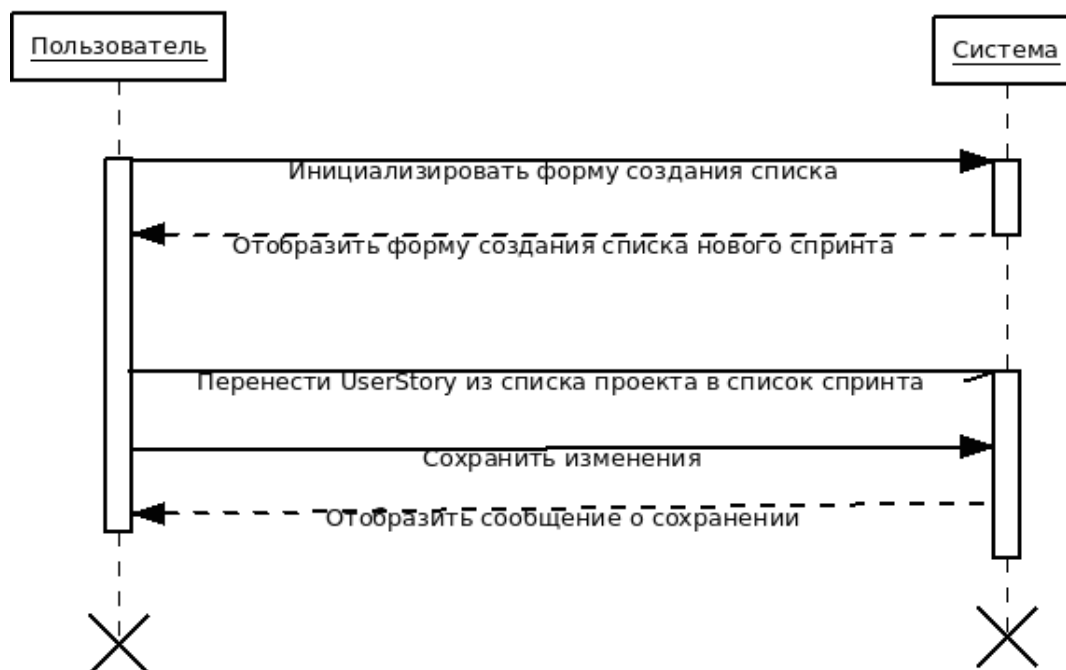 Пользователь
Система
Инициализировать форму создания списка
Отобразить форму создания списка нового спринта
Перенести UserStory из списка проекта в список спринта
Сохранить изменения
Отобразить сообщение о сохранении